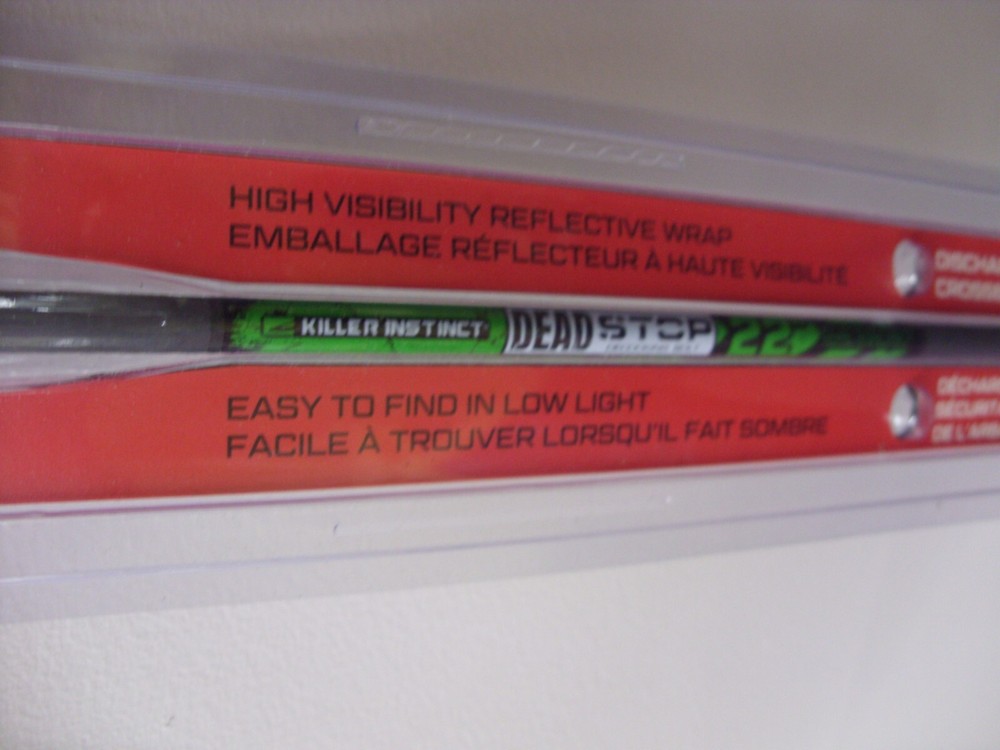 HIGH VISIBILITY REFLECTIVE WRAP
EMBALLAGE RÉFLECTEUR À HAUTE VISIBILITÉ
KILLER INSTINCT DEAD STOP 22"
EASY TO FIND IN LOW LIGHT
FACILE À TROUVER LORSQU'IL FAIT SOMBRE